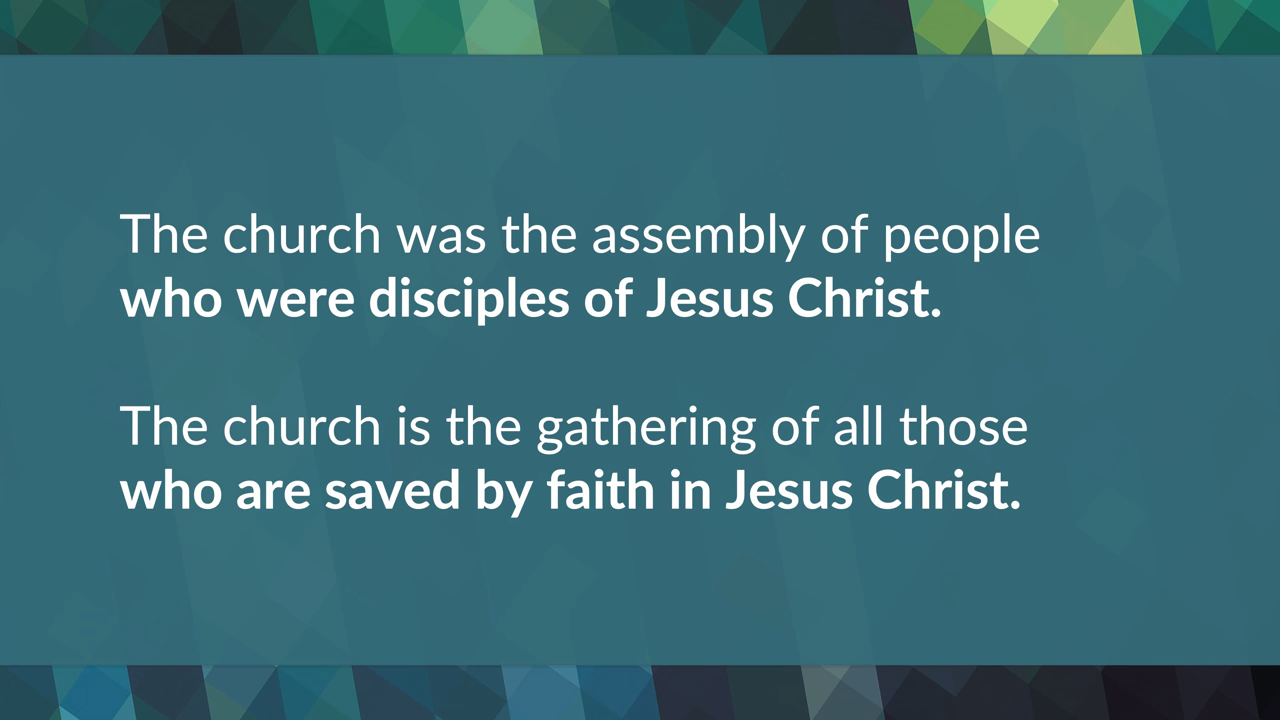 The church was the assembly of people
who were disciples of Jesus Christ.
The church is the gathering of all those
who are saved by faith in Jesus Christ.